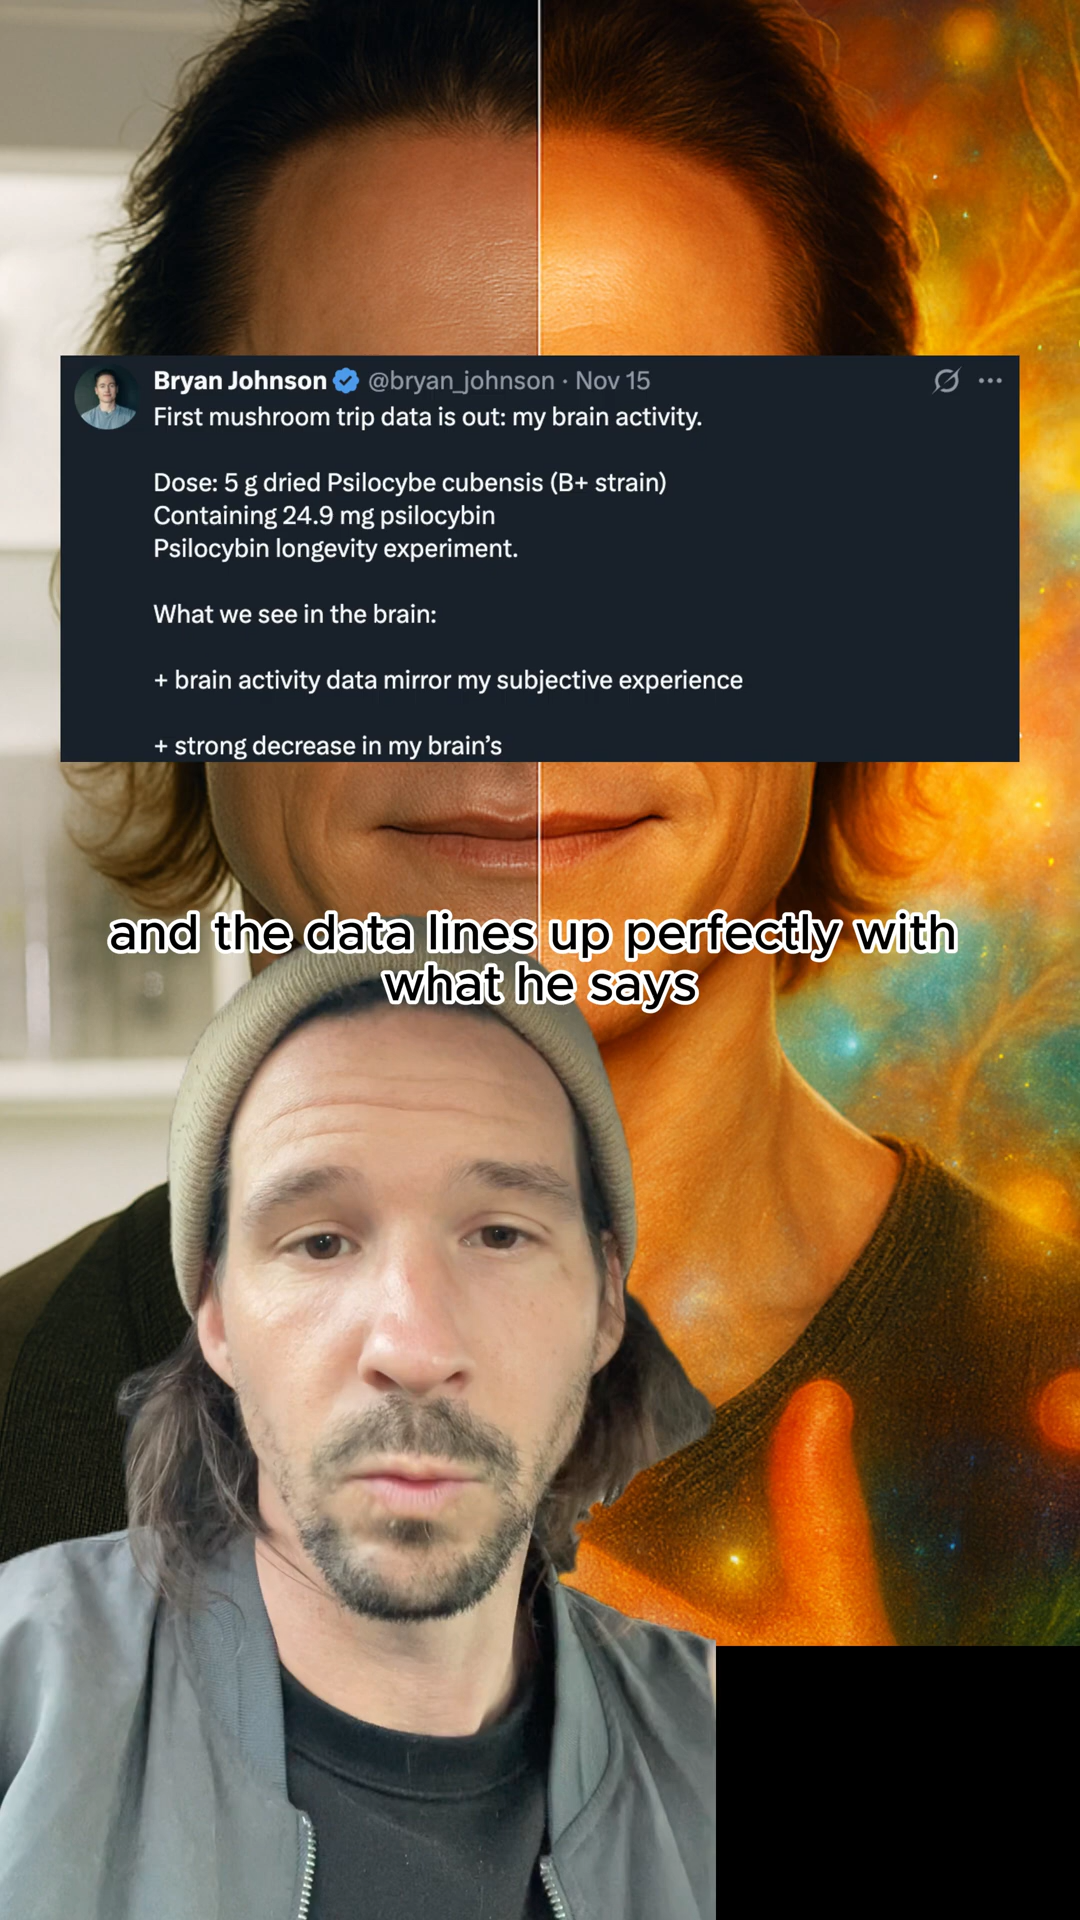 Bryan Johnson @bryan_johnson · Nov 15
First mushroom trip data is out: my brain activity.
Dose: 5 g dried Psilocybe cubensis (B+ strain)
Containing 24.9 mg psilocybin
Psilocybin longevity experiment.
What we see in the brain:
+ brain activity data mirror my subjective experience
+ strong decrease in my brain’s
and the data lines up perfectly with
what he says